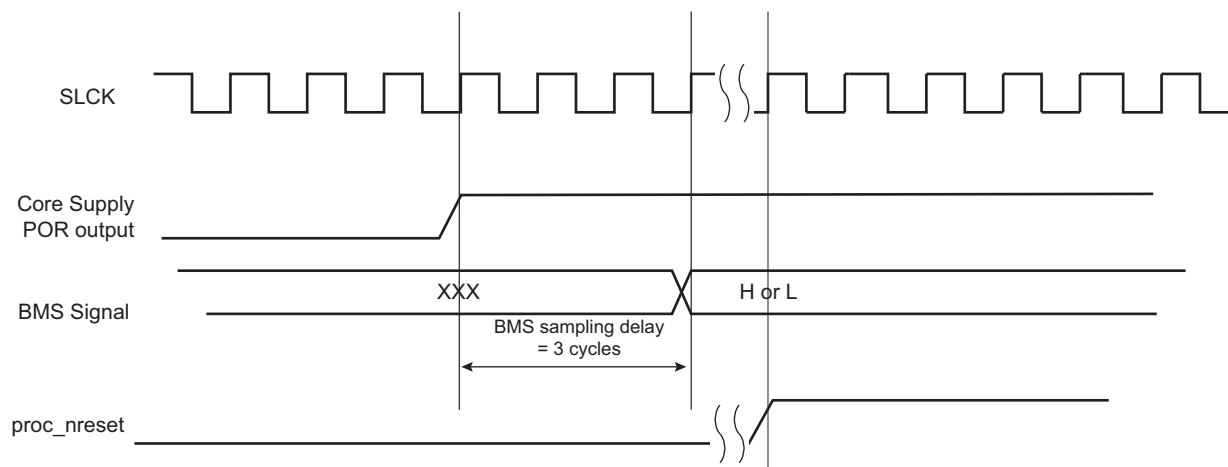 SLCK
Core Supply
POR output
XXX
H or L
BMS Signal
BMS sampling delay
= 3 cycles
proc_nreset